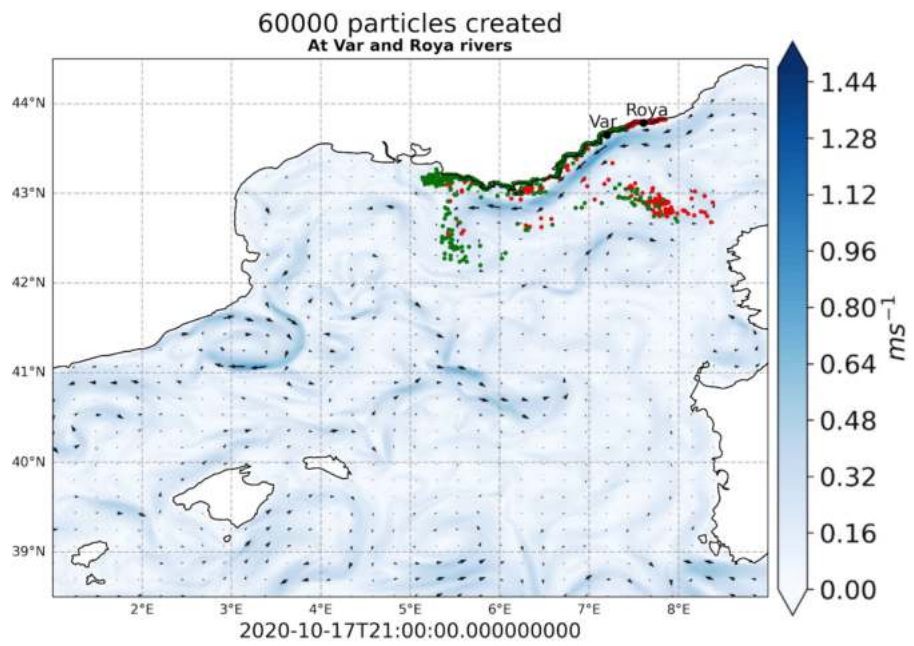 60000 particles created
At Var and Roya rivers
44°N
43°N
42°N
41°N
40°N
39°N
Var
Roya
2°E 3°E 4°E 5°E 6°E 7°E 8°E
2020-10-17T21:00:00.000000000
1.44
1.28
1.12
0.96
0.80
0.64
0.48
0.32
0.16
0.00
ms⁻¹